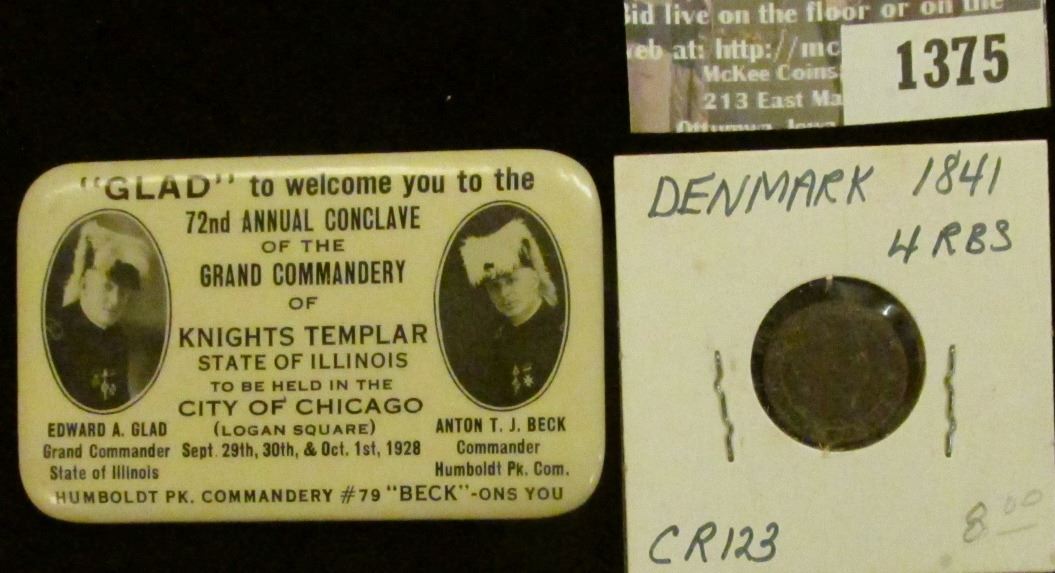 "GLAD" to welcome you to the
72nd ANNUAL CONCLAVE
OF THE
GRAND COMMANDERY
OF
KNIGHTS TEMPLAR
STATE OF ILLINOIS
TO BE HELD IN THE
CITY OF CHICAGO
(LOGAN SQUARE)
Sept. 29th, 30th, & Oct. 1st, 1928
EDWARD A. GLAD
Grand Commander
State of Illinois
ANTON T. J. BECK
Commander
Humboldt Pk. Com.
HUMBOLDT PK. COMMANDERY #79 "BECK"-ONS YOU
Bid live on the floor or on the
eb at: http://mc
McKee Coins
213 East Ma
Ottumwa, Iowa
1375
DENMARK 1841
4 RBS
CR123
8.00